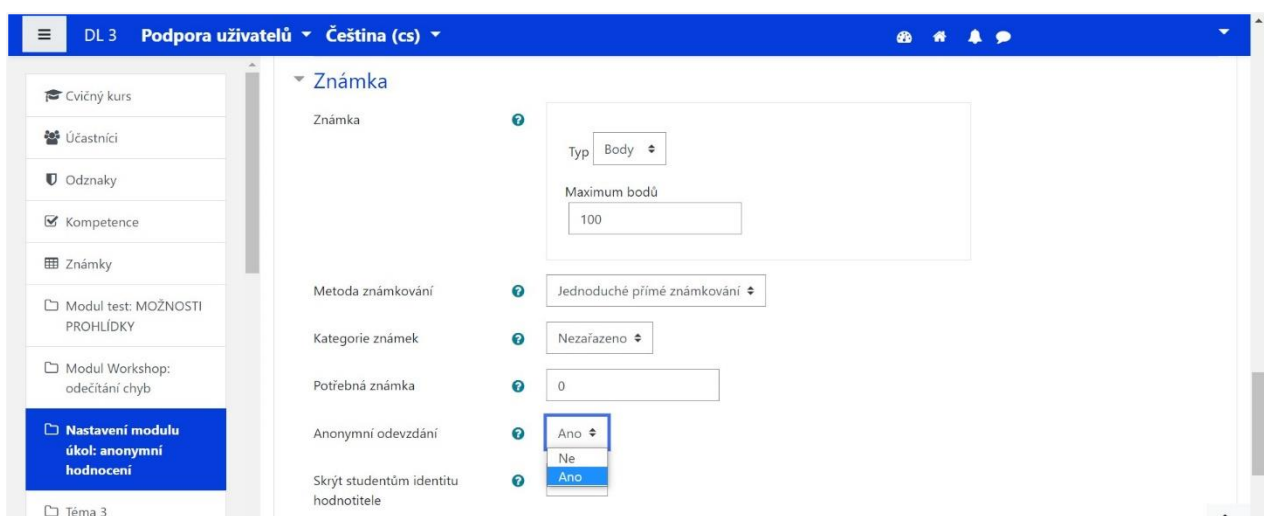 DL 3 Podpora uživatelů Čeština (cs)
Cvičný kurs
Účastníci
Odznaky
Kompetence
Známky
Modul test: MOŽNOSTI
PROHLÍDKY
Modul Workshop:
odečítání chyb
Nastavení modulu
úkol: anonymní
hodnocení
Téma 3
Známka
Známka
Typ Body
Maximum bodů
100
Metoda známkování Jednoduché přímé známkování
Kategorie známek Nezařazeno
Potřebná známka 0
Anonymní odevzdání Ano
Ne
Ano
Skrýt studentům identitu
hodnotitele